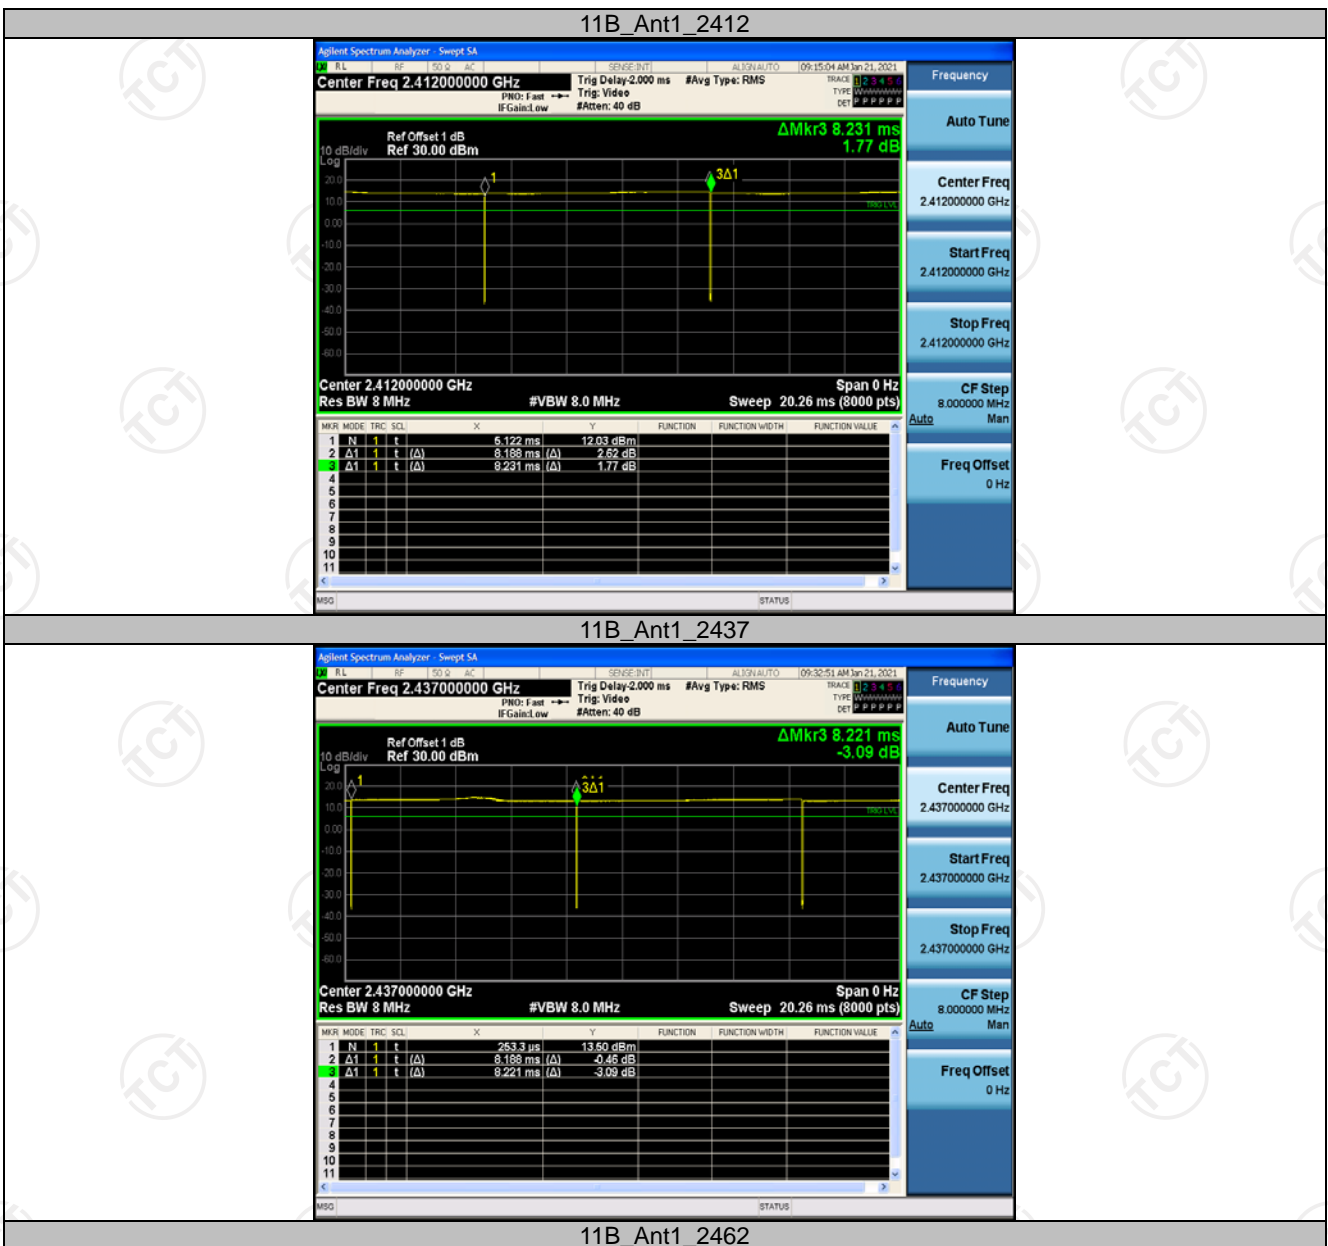 11B_Ant1_2412
Agilent Spectrum Analyzer - Swept SA
RL RF 50 Ω AC SENSE:INT ALIGNAUTO 09:15:04 AM Jan 21, 2021
Center Freq 2.412000000 GHz
Trig Delay-2.000 ms #Avg Type: RMS
TRACE 1 2 3 4 5 6
PNO: Fast Trig: Video
TYPE
IFGain:Low #Atten: 40 dB
DET P P P P P P
Frequency
ΔMkr3 8.231 ms
1.77 dB
Ref Offset 1 dB
10 dB/div Ref 30.00 dBm
Log
20.0
10.0
0.00
-10.0
-20.0
-30.0
-40.0
-50.0
-60.0
1
3Δ1
TRIG LVL
Center 2.412000000 GHz Span 0 Hz
Res BW 8 MHz #VBW 8.0 MHz Sweep 20.26 ms (8000 pts)
MKR MODE TRC SCL X Y FUNCTION FUNCTION WIDTH FUNCTION VALUE
1 N 1 t 5.122 ms 12.03 dBm
2 Δ1 1 t (Δ) 8.188 ms (Δ) 2.62 dB
3 Δ1 1 t (Δ) 8.231 ms (Δ) 1.77 dB
4
5
6
7
8
9
10
11
MSG STATUS
Auto Tune
Center Freq
2.412000000 GHz
Start Freq
2.412000000 GHz
Stop Freq
2.412000000 GHz
CF Step
8.000000 MHz
Auto Man
Freq Offset
0 Hz
11B_Ant1_2437
Agilent Spectrum Analyzer - Swept SA
RL RF 50 Ω AC SENSE:INT ALIGNAUTO 09:32:51 AM Jan 21, 2021
Center Freq 2.437000000 GHz
Trig Delay-2.000 ms #Avg Type: RMS
TRACE 1 2 3 4 5 6
PNO: Fast Trig: Video
TYPE
IFGain:Low #Atten: 40 dB
DET P P P P P P
Frequency
ΔMkr3 8.221 ms
-3.09 dB
Ref Offset 1 dB
10 dB/div Ref 30.00 dBm
Log
20.0
10.0
0.00
-10.0
-20.0
-30.0
-40.0
-50.0
-60.0
1
3Δ1
TRIG LVL
Center 2.437000000 GHz Span 0 Hz
Res BW 8 MHz #VBW 8.0 MHz Sweep 20.26 ms (8000 pts)
MKR MODE TRC SCL X Y FUNCTION FUNCTION WIDTH FUNCTION VALUE
1 N 1 t 253.3 µs 13.50 dBm
2 Δ1 1 t (Δ) 8.188 ms (Δ) -0.46 dB
3 Δ1 1 t (Δ) 8.221 ms (Δ) -3.09 dB
4
5
6
7
8
9
10
11
MSG STATUS
Auto Tune
Center Freq
2.437000000 GHz
Start Freq
2.437000000 GHz
Stop Freq
2.437000000 GHz
CF Step
8.000000 MHz
Auto Man
Freq Offset
0 Hz
11B_Ant1_2462